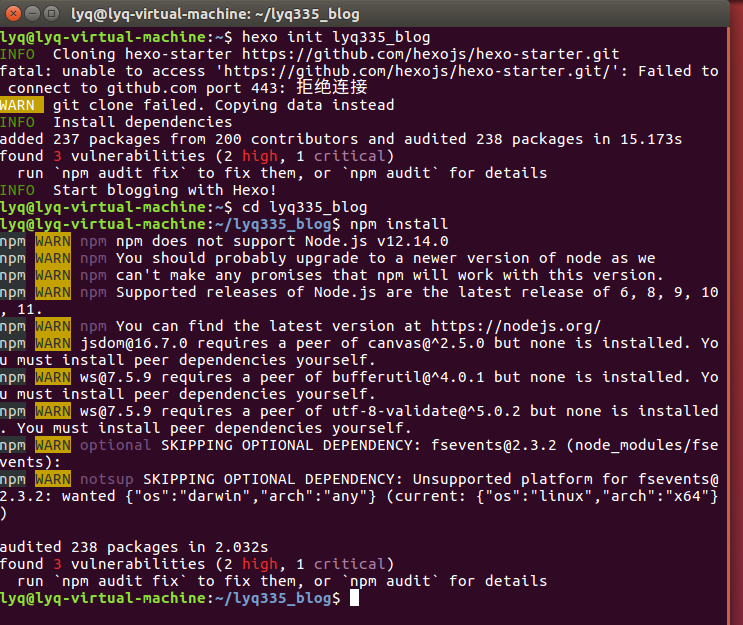 lyq@lyq-virtual-machine: ~/lyq335_blog
lyq@lyq-virtual-machine:~$ hexo init lyq335_blog
INFO  Cloning hexo-starter https://github.com/hexojs/hexo-starter.git
fatal: unable to access 'https://github.com/hexojs/hexo-starter.git/': Failed to
 connect to github.com port 443: 拒绝连接
WARN  git clone failed. Copying data instead
INFO  Install dependencies
added 237 packages from 200 contributors and audited 238 packages in 15.173s
found 3 vulnerabilities (2 high, 1 critical)
  run `npm audit fix` to fix them, or `npm audit` for details
INFO  Start blogging with Hexo!
lyq@lyq-virtual-machine:~$ cd lyq335_blog
lyq@lyq-virtual-machine:~/lyq335_blog$ npm install
npm WARN npm npm does not support Node.js v12.14.0
npm WARN npm You should probably upgrade to a newer version of node as we
npm WARN npm can't make any promises that npm will work with this version.
npm WARN npm Supported releases of Node.js are the latest release of 6, 8, 9, 10
, 11.
npm WARN npm You can find the latest version at https://nodejs.org/
npm WARN jsdom@16.7.0 requires a peer of canvas@^2.5.0 but none is installed. Yo
u must install peer dependencies yourself.
npm WARN ws@7.5.9 requires a peer of bufferutil@^4.0.1 but none is installed. Yo
u must install peer dependencies yourself.
npm WARN ws@7.5.9 requires a peer of utf-8-validate@^5.0.2 but none is installed
. You must install peer dependencies yourself.
npm WARN optional SKIPPING OPTIONAL DEPENDENCY: fsevents@2.3.2 (node_modules/fse
vents):
npm WARN notsup SKIPPING OPTIONAL DEPENDENCY: Unsupported platform for fsevents@
2.3.2: wanted {"os":"darwin","arch":"any"} (current: {"os":"linux","arch":"x64"}
)
audited 238 packages in 2.032s
found 3 vulnerabilities (2 high, 1 critical)
  run `npm audit fix` to fix them, or `npm audit` for details
lyq@lyq-virtual-machine:~/lyq335_blog$